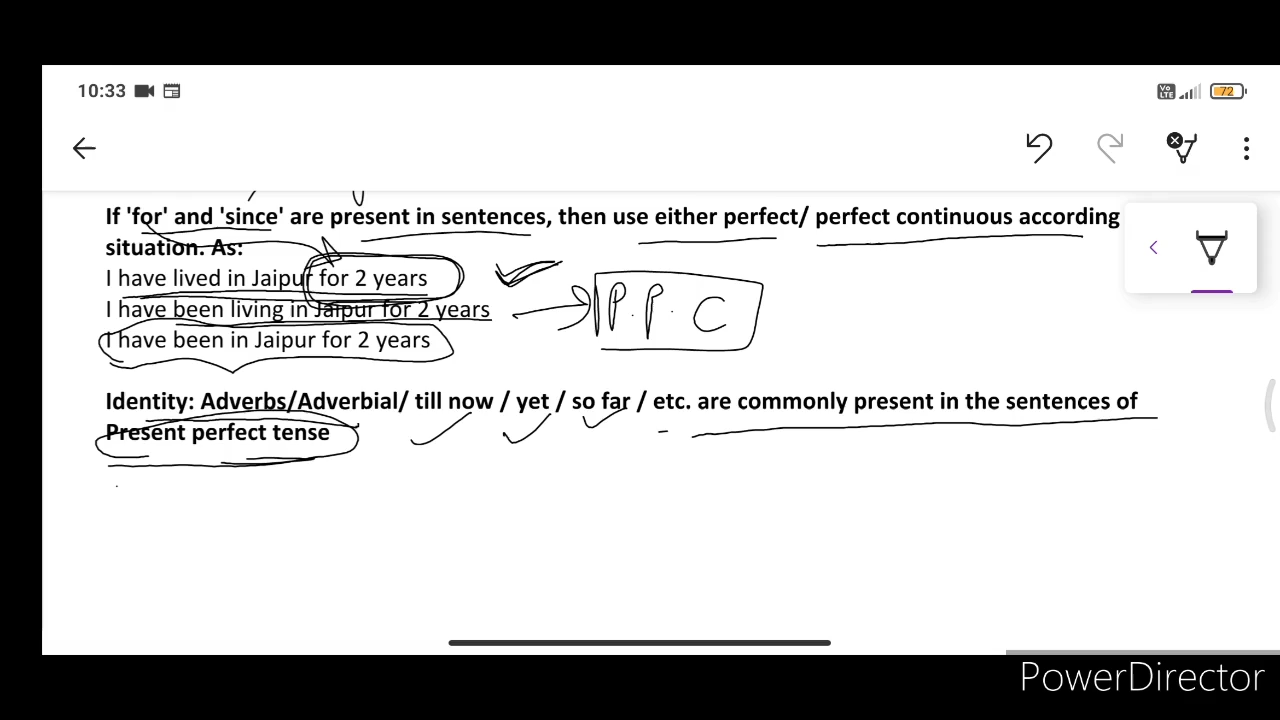 10:33
Vo LTE 72
If 'for' and 'since' are present in sentences, then use either perfect/ perfect continuous according
situation. As:
I have lived in Jaipur for 2 years
I have been living in Jaipur for 2 years
P.P.C
I have been in Jaipur for 2 years
Identity: Adverbs/Adverbial/ till now / yet / so far / etc. are commonly present in the sentences of
Present perfect tense
PowerDirector